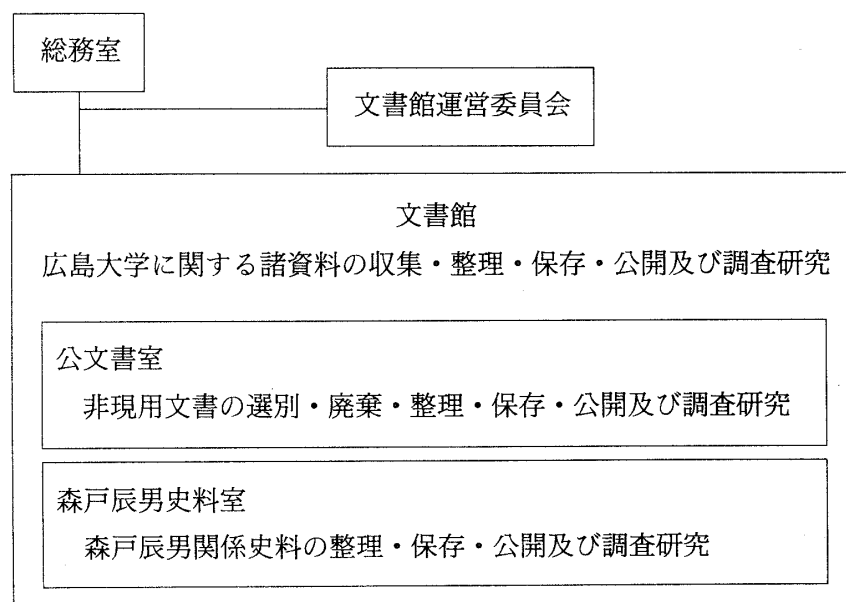 総務室
文書館運営委員会
文書館
広島大学に関する諸資料の収集・整理・保存・公開及び調査研究
公文書室
非現用文書の選別・廃棄・整理・保存・公開及び調査研究
森戸辰男史料室
森戸辰男関係史料の整理・保存・公開及び調査研究